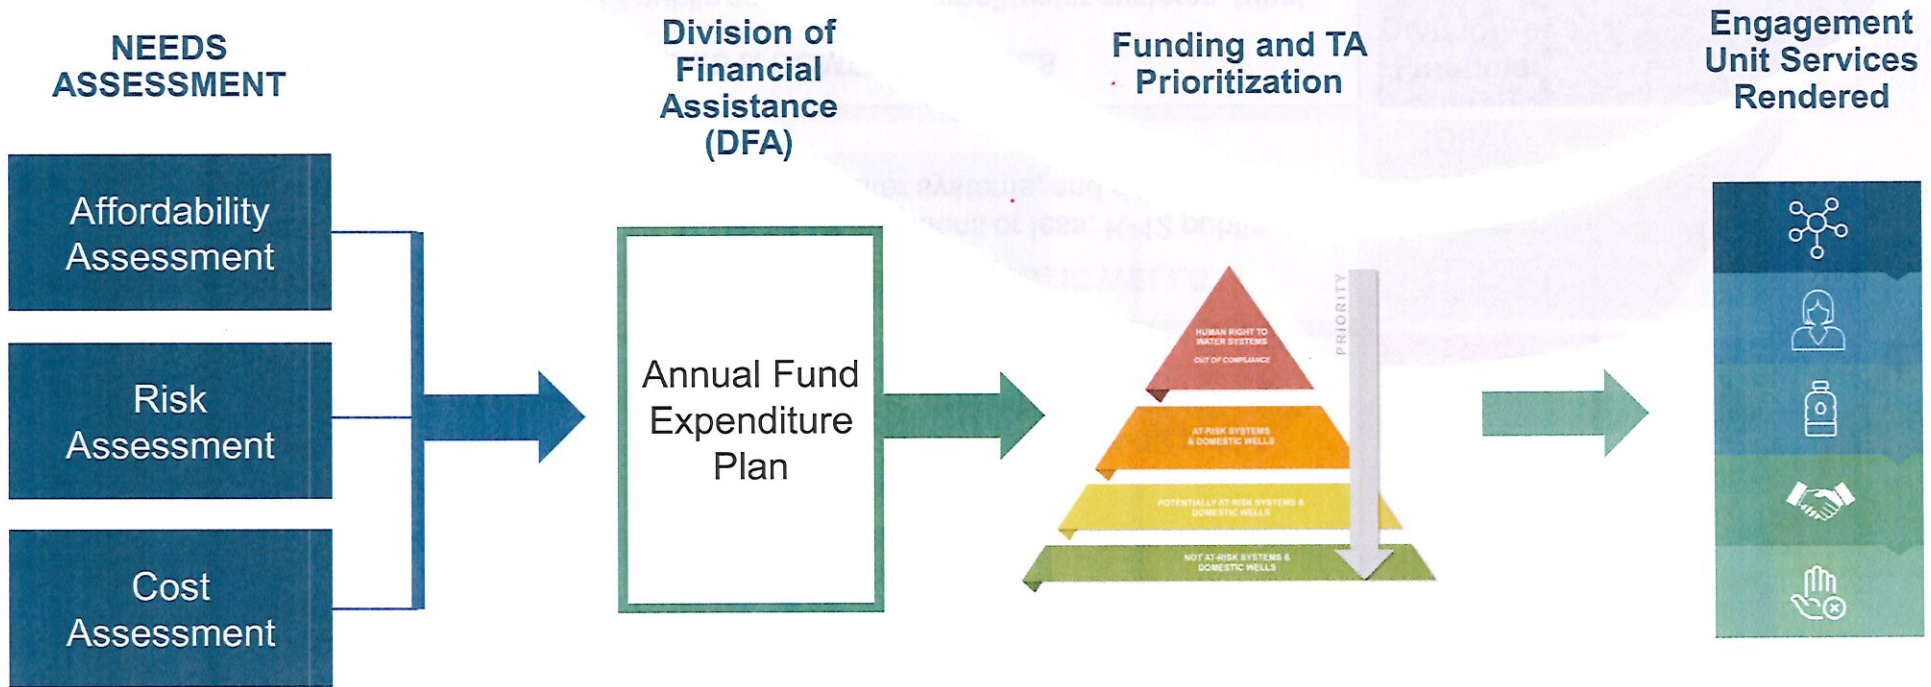 NEEDS
ASSESSMENT
Affordability
Assessment
Risk
Assessment
Cost
Assessment
Division of
Financial
Assistance
(DFA)
Annual Fund
Expenditure
Plan
Funding and TA
Prioritization
HUMAN RIGHT TO
WATER SYSTEMS
OUT OF COMPLIANCE
AT-RISK SYSTEMS
& DOMESTIC WELLS
POTENTIALLY AT-RISK SYSTEMS &
DOMESTIC WELLS
NOT AT-RISK SYSTEMS &
DOMESTIC WELLS
PRIORITY
Engagement
Unit Services
Rendered